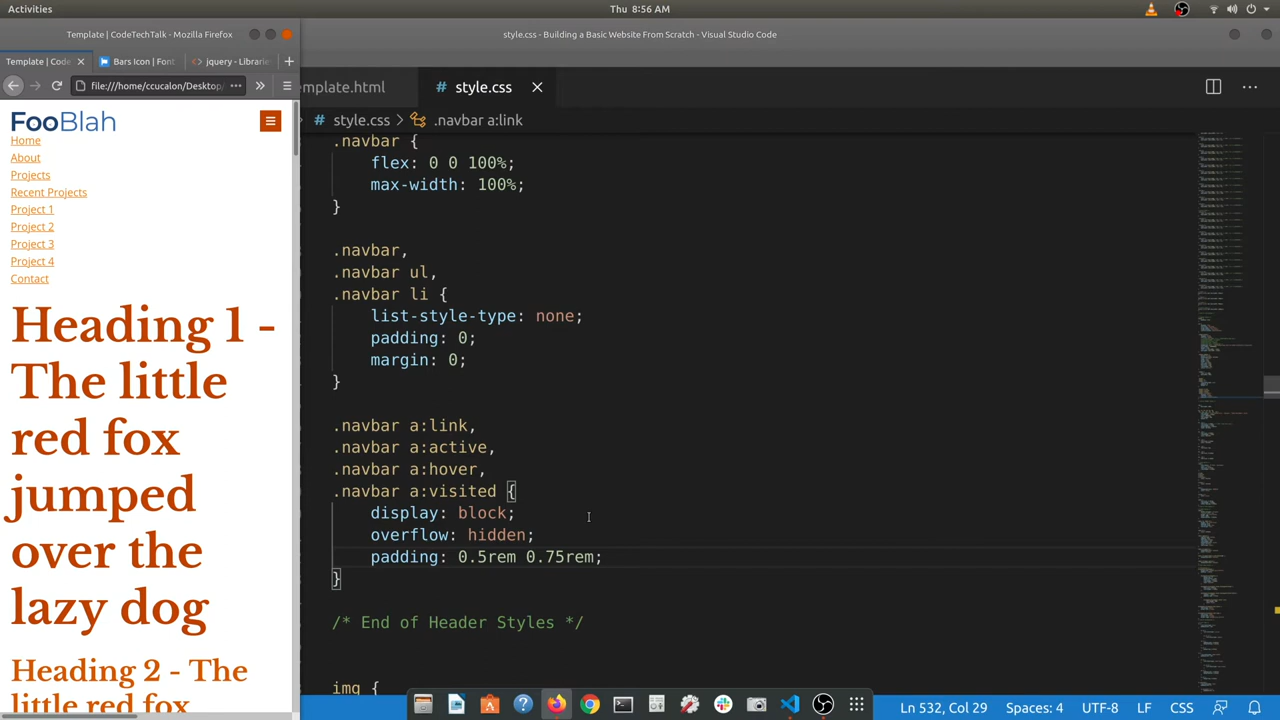 Activities
Thu 8:56 AM
Template | CodeTechTalk - Mozilla Firefox
style.css - Building a Basic Website From Scratch - Visual Studio Code
Template | Code
Bars Icon | Font
jquery - Librarie
file:///home/ccucalon/Desktop/
emplate.html
# style.css
# style.css > .navbar a:link
FooBlah
Home
About
Projects
Recent Projects
Project 1
Project 2
Project 3
Project 4
Contact
Heading 1 -
The little
red fox
jumped
over the
lazy dog
Heading 2 - The
little red fox
.navbar {
flex: 0 0 100%;
max-width: 100%;
}
.navbar,
.navbar ul,
.navbar li {
list-style-type: none;
padding: 0;
margin: 0;
}
.navbar a:link,
.navbar a:active,
.navbar a:hover,
.navbar a:visited {
display: block;
overflow: hidden;
padding: 0.5rem 0.75rem;
}
* End of Header Styles */
img {
Ln 532, Col 29
Spaces: 4
UTF-8
LF
CSS